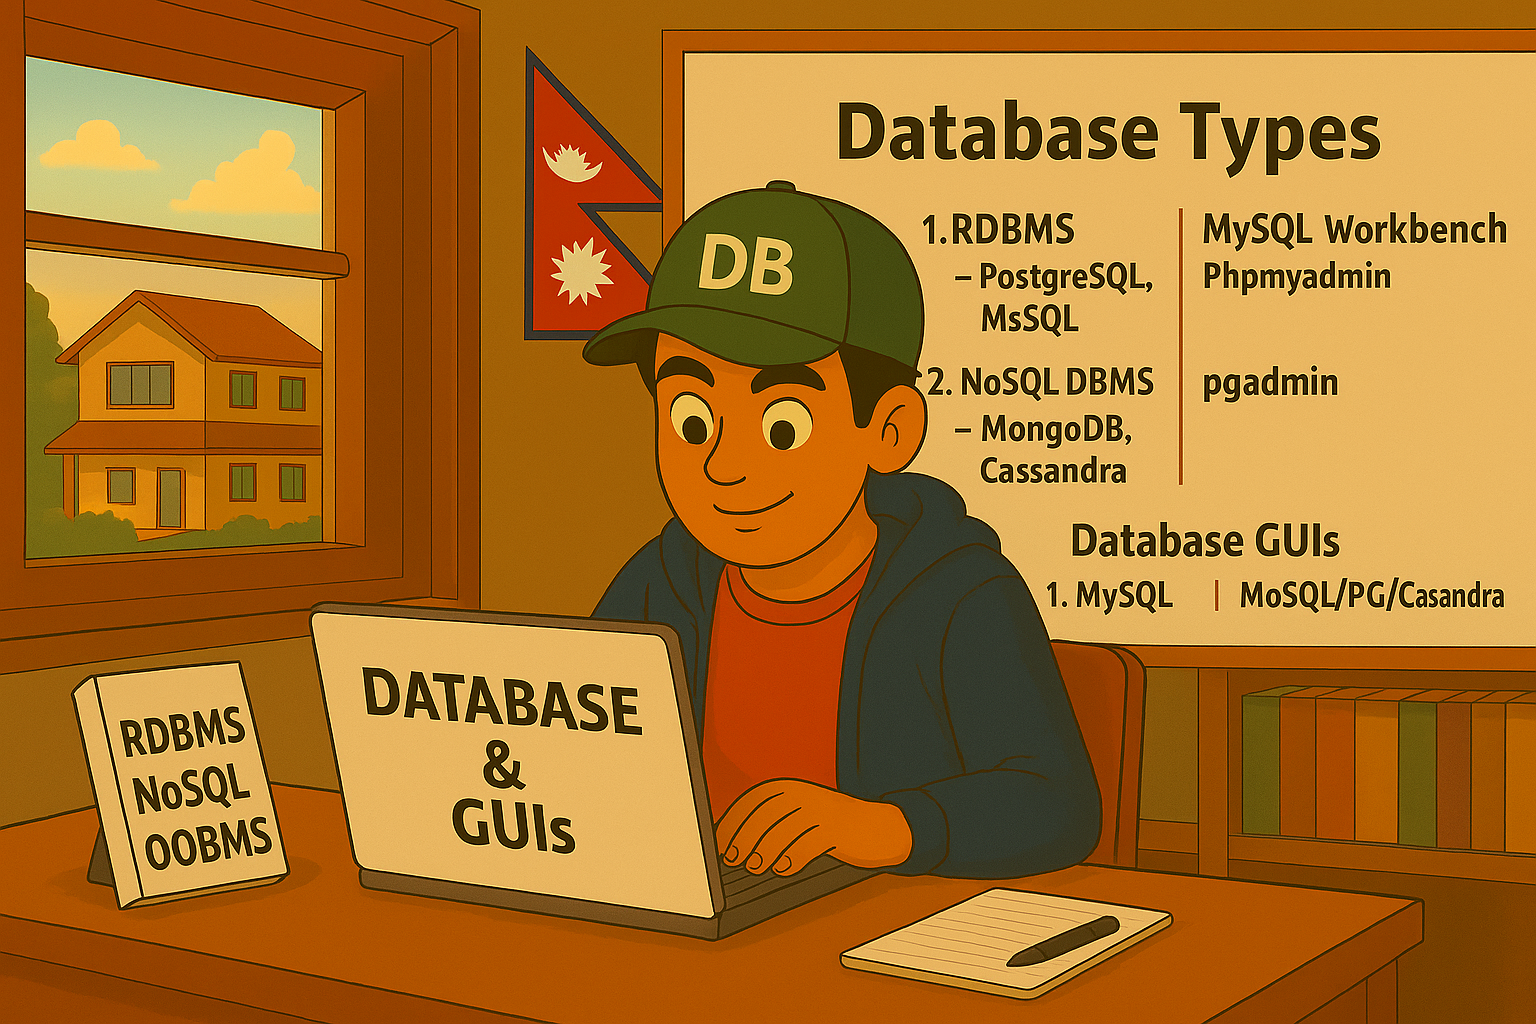 Database Types
1. RDBMS
– PostgreSQL,
MsSQL
2. NoSQL DBMS
– MongoDB,
Cassandra
MySQL Workbench
Phpmyadmin
pgadmin
Database GUIs
1. MySQL | MoSQL/PG/Casandra
DB
DATABASE
&
GUIs
RDBMS
NoSQL
OOBMS